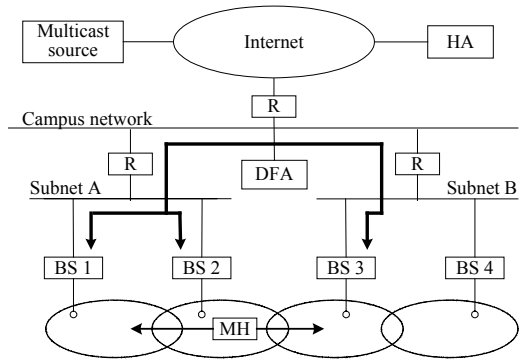 Multicast
source
Internet
HA
R
Campus network
R
DFA
R
Subnet A
Subnet B
BS 1
BS 2
BS 3
BS 4
MH